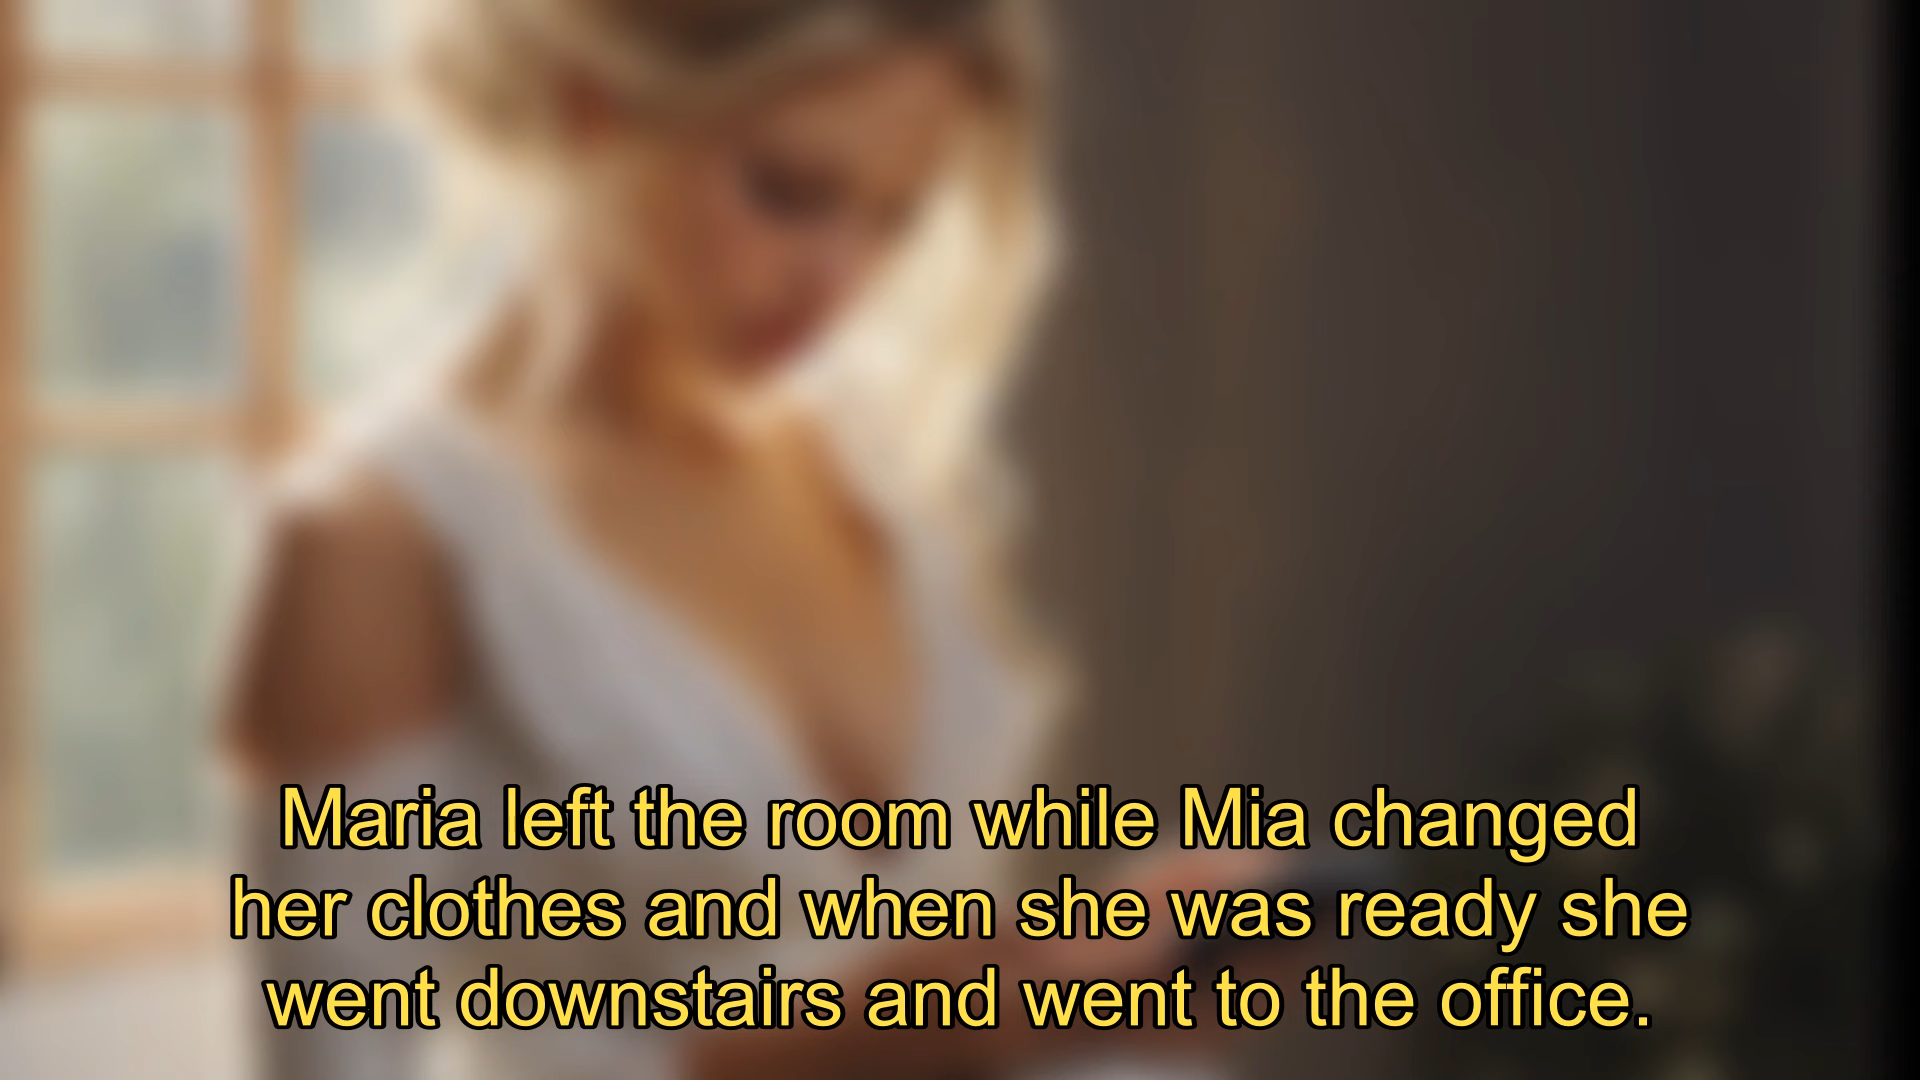 Maria left the room while Mia changed
her clothes and when she was ready she
went downstairs and went to the office.